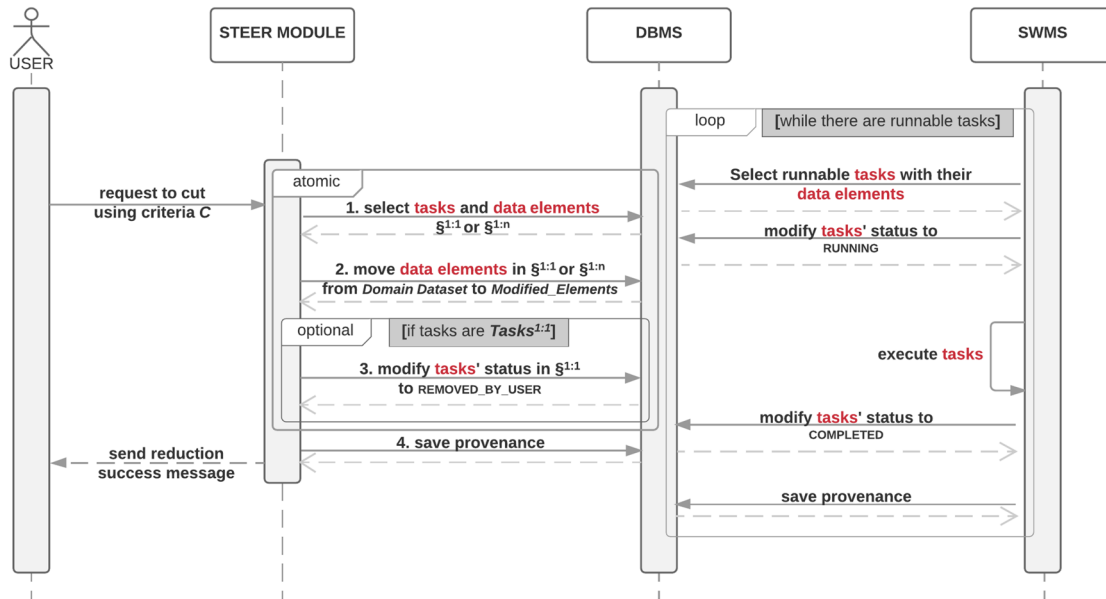 USER
STEER MODULE
DBMS
SWMS
request to cut
using criteria C
atomic
1. select tasks and data elements
§1:1 or §1:n
2. move data elements in §1:1 or §1:n
from Domain Dataset to Modified_Elements
optional
[if tasks are Tasks1:1]
3. modify tasks' status in §1:1
to REMOVED_BY_USER
4. save provenance
send reduction
success message
loop
[while there are runnable tasks]
Select runnable tasks with their
data elements
modify tasks' status to
RUNNING
execute tasks
modify tasks' status to
COMPLETED
save provenance